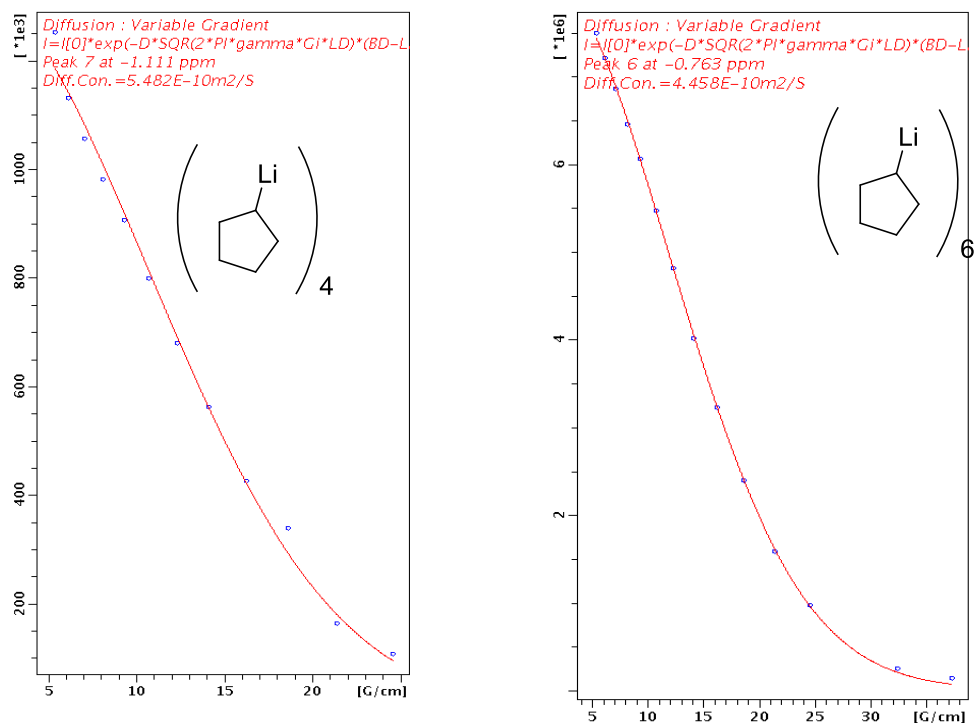 Diffusion : Variable Gradient
I=I[0]*exp(-D*SQR(2*PI*gamma*Gi*LD)*(BD-L
Peak 7 at -1.111 ppm
Diff.Con.=5.482E-10m2/S
[ *1e3]
1000
800
600
400
200
5 10 15 20 [G/cm]
Li
4
Diffusion : Variable Gradient
I=I[0]*exp(-D*SQR(2*PI*gamma*Gi*LD)*(BD-L
Peak 6 at -0.763 ppm
Diff.Con.=4.458E-10m2/S
[ *1e6]
6
4
2
5 10 15 20 25 30 [G/cm]
Li
6